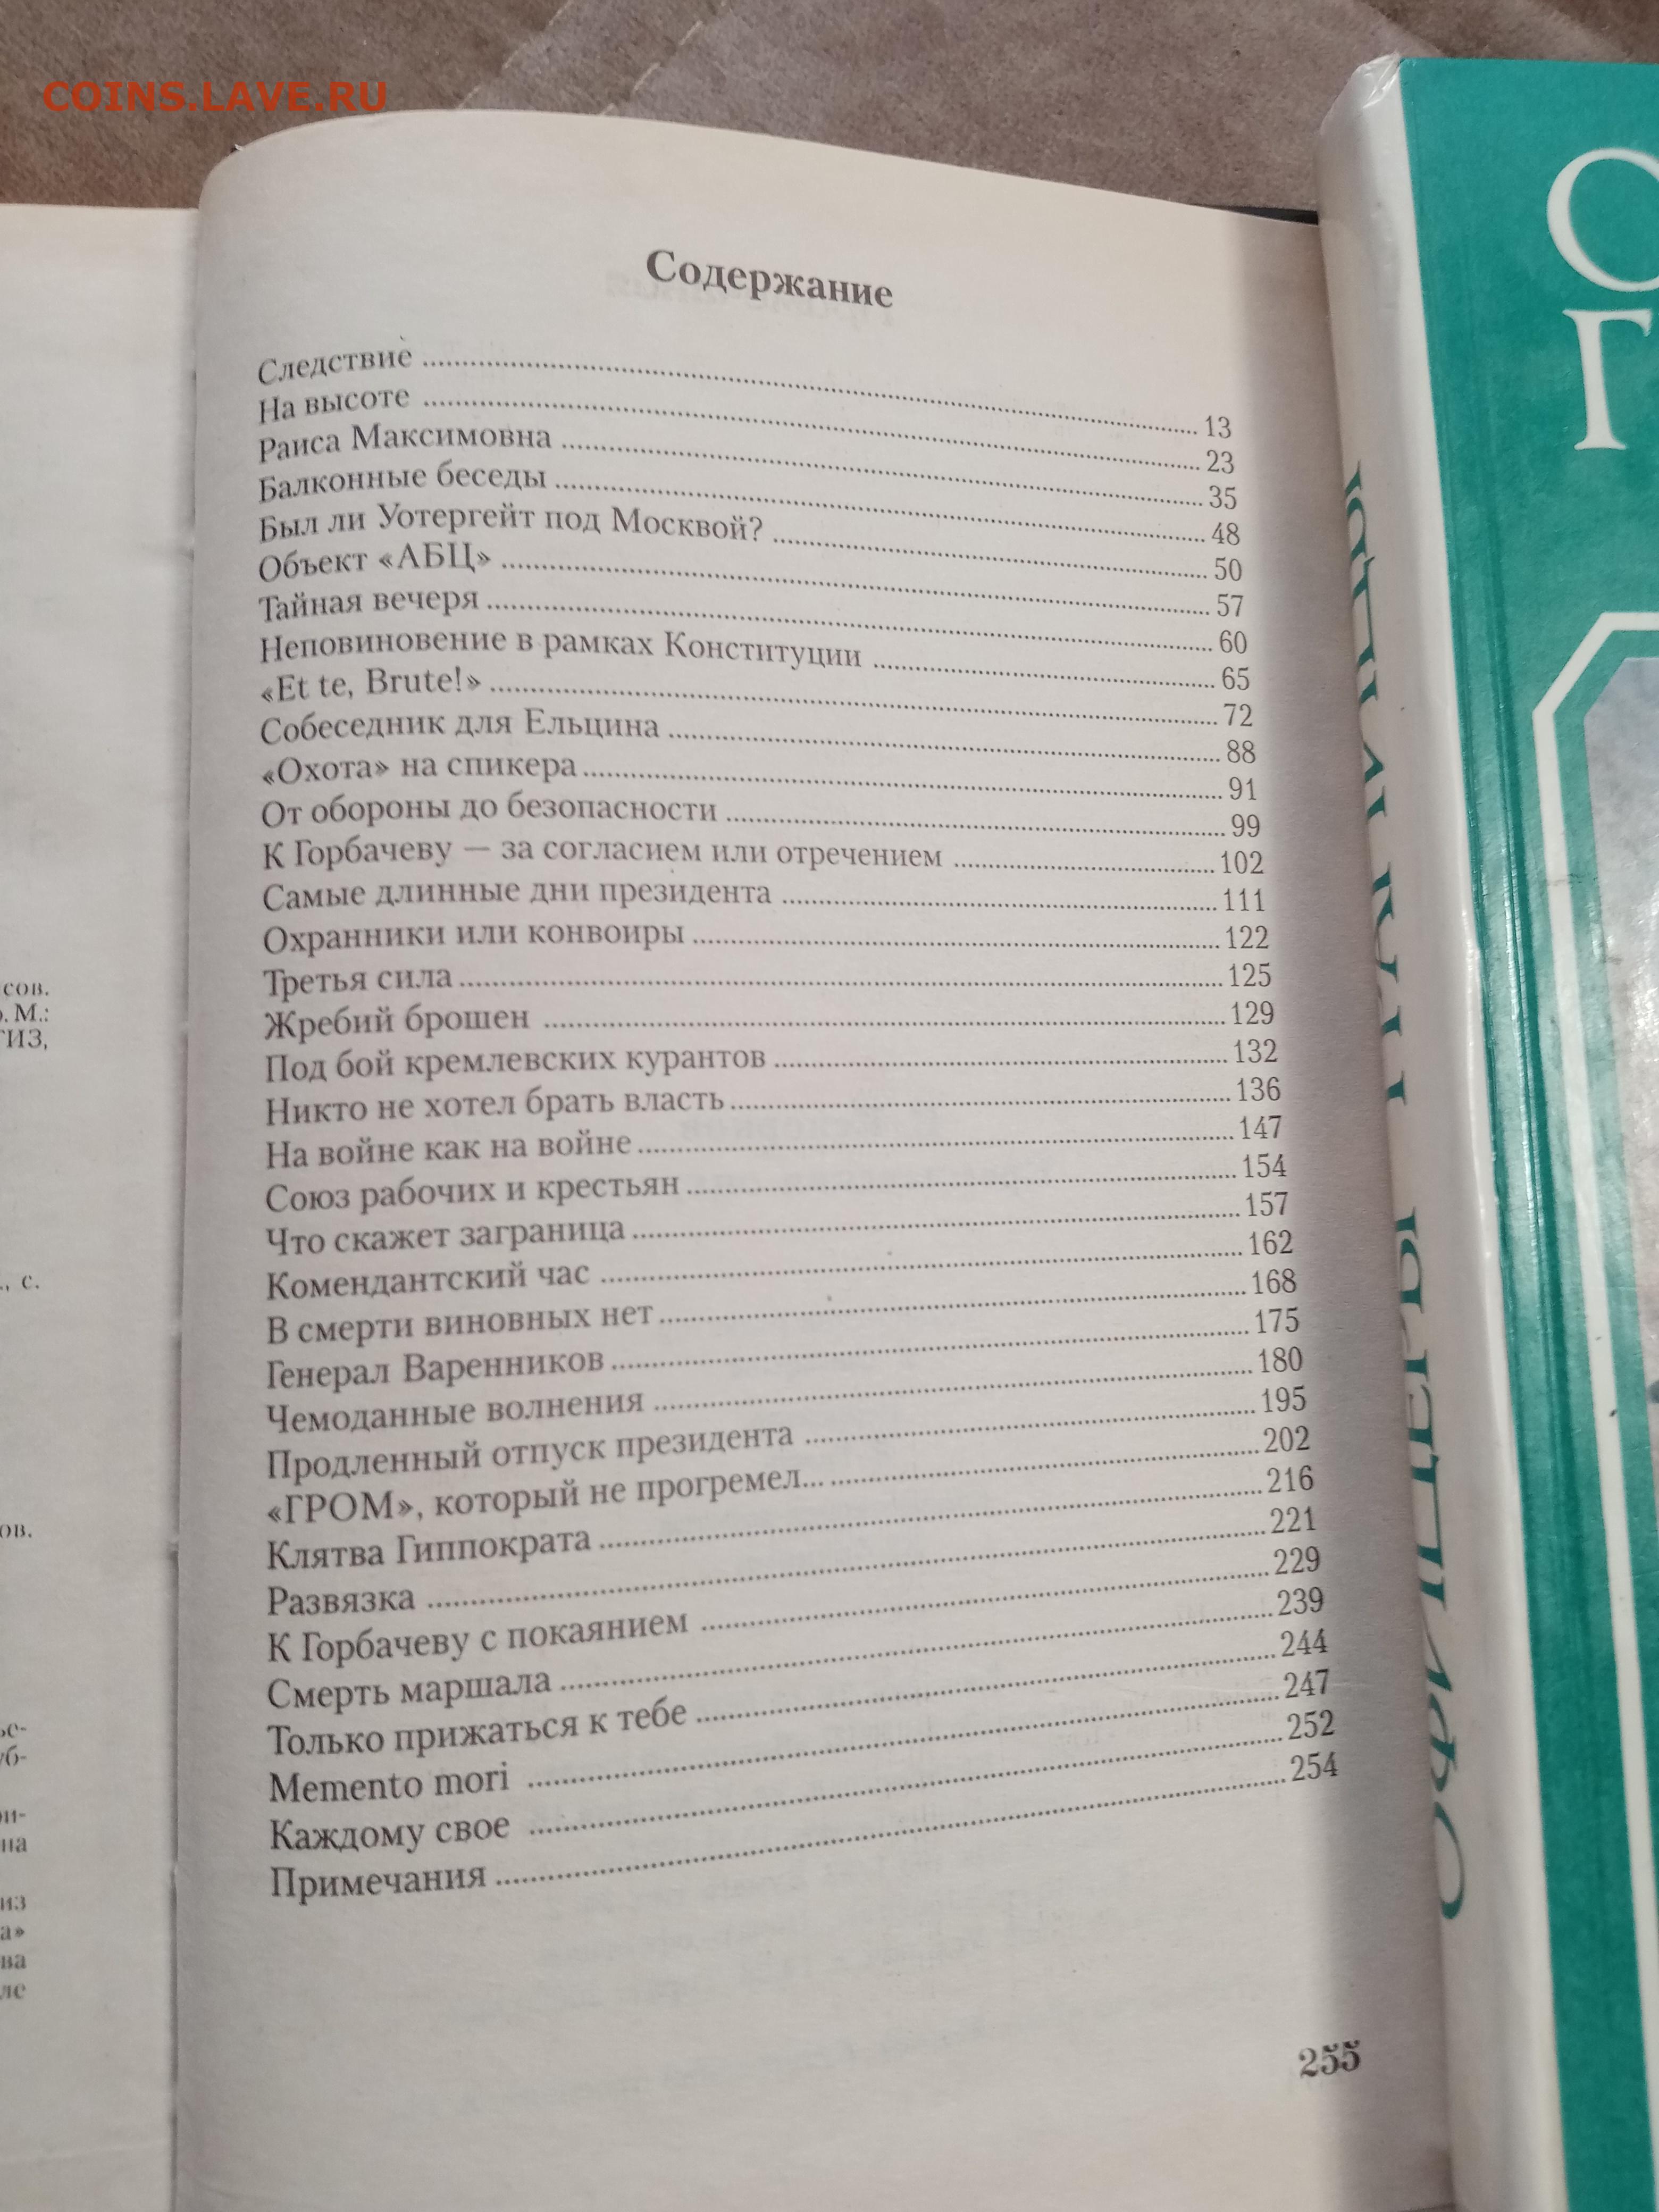 COINS.LAVE.RU
Содержание
Следствие 13
На высоте 23
Раиса Максимовна 35
Балконные беседы 48
Был ли Уотергейт под Москвой? 50
Объект «АБЦ» 57
Тайная вечеря 60
Неповиновение в рамках Конституции 65
«Et te, Brute!» 72
Собеседник для Ельцина 88
«Охота» на спикера 91
От обороны до безопасности 99
К Горбачеву — за согласием или отречением 102
Самые длинные дни президента 111
Охранники или конвоиры 122
Третья сила 125
Жребий брошен 129
Под бой кремлевских курантов 132
Никто не хотел брать власть 136
На войне как на войне 147
Союз рабочих и крестьян 154
Что скажет заграница 157
Комендантский час 162
В смерти виновных нет 168
Генерал Варенников 175
Чемоданные волнения 180
Продленный отпуск президента 195
«ГРОМ», который не прогремел... 202
Клятва Гиппократа 216
Развязка 221
К Горбачеву с покаянием 229
Смерть маршала 239
Только прижаться к тебе 244
Memento mori 247
Каждому свое 252
Примечания 254
255
сов.
М.:
ГИЗ,
с.
ов.